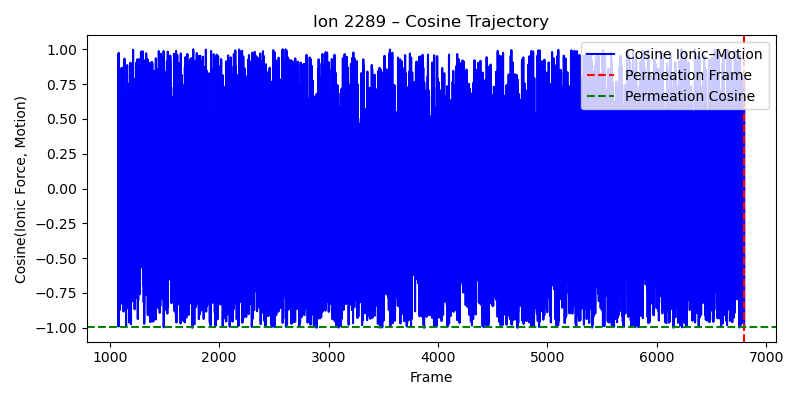 Ion 2289 – Cosine Trajectory
Cosine Ionic–Motion
Permeation Frame
Permeation Cosine
Cosine(Ionic Force, Motion)
1.00
0.75
0.50
0.25
0.00
−0.25
−0.50
−0.75
−1.00
1000 2000 3000 4000 5000 6000 7000
Frame